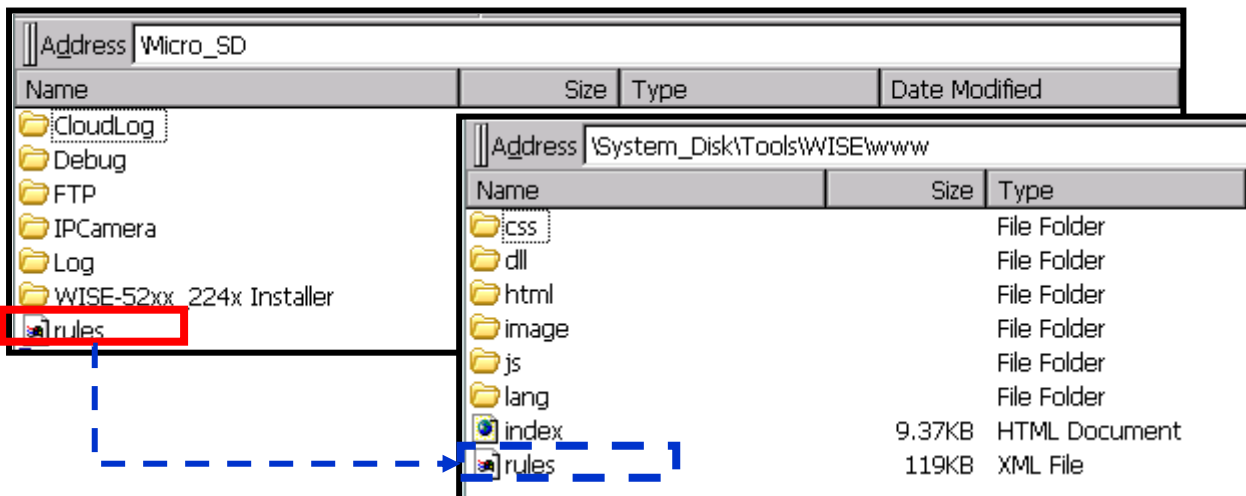 Address \Micro_SD
Name Size Type Date Modified
CloudLog
Debug
FTP
IPCamera
Log
WISE-52xx_224x Installer
rules
Address \System_Disk\Tools\WISE\www
Name Size Type
css File Folder
dll File Folder
html File Folder
image File Folder
js File Folder
lang File Folder
index 9.37KB HTML Document
rules 119KB XML File